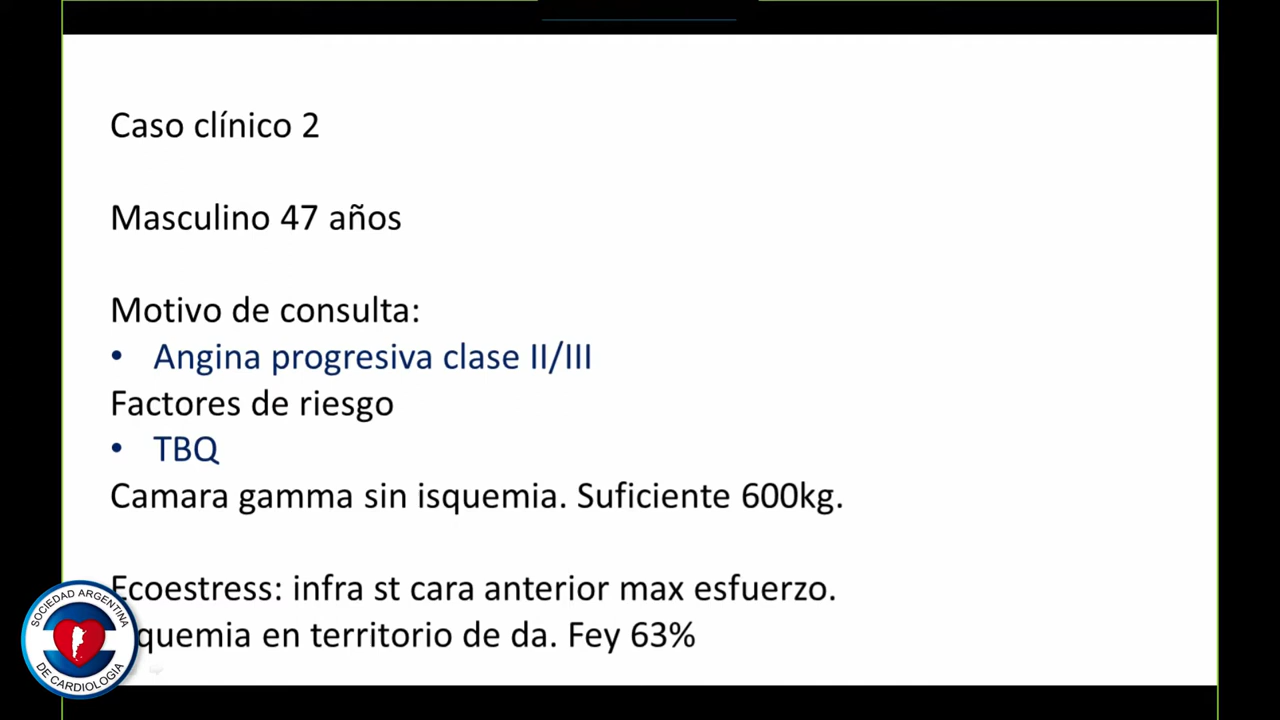 Caso clínico 2
Masculino 47 años
Motivo de consulta:
• Angina progresiva clase II/III
Factores de riesgo
• TBQ
Camara gamma sin isquemia. Suficiente 600kg.
Ecoestress: infra st cara anterior max esfuerzo.
quemia en territorio de da. Fey 63%
SOCIEDAD ARGENTINA
DE CARDIOLOGÍA